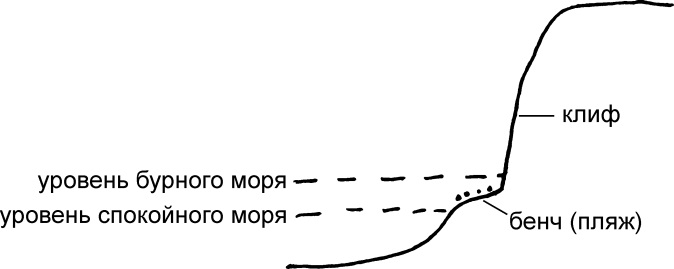 клиф
уровень бурного моря
уровень спокойного моря
бенч (пляж)